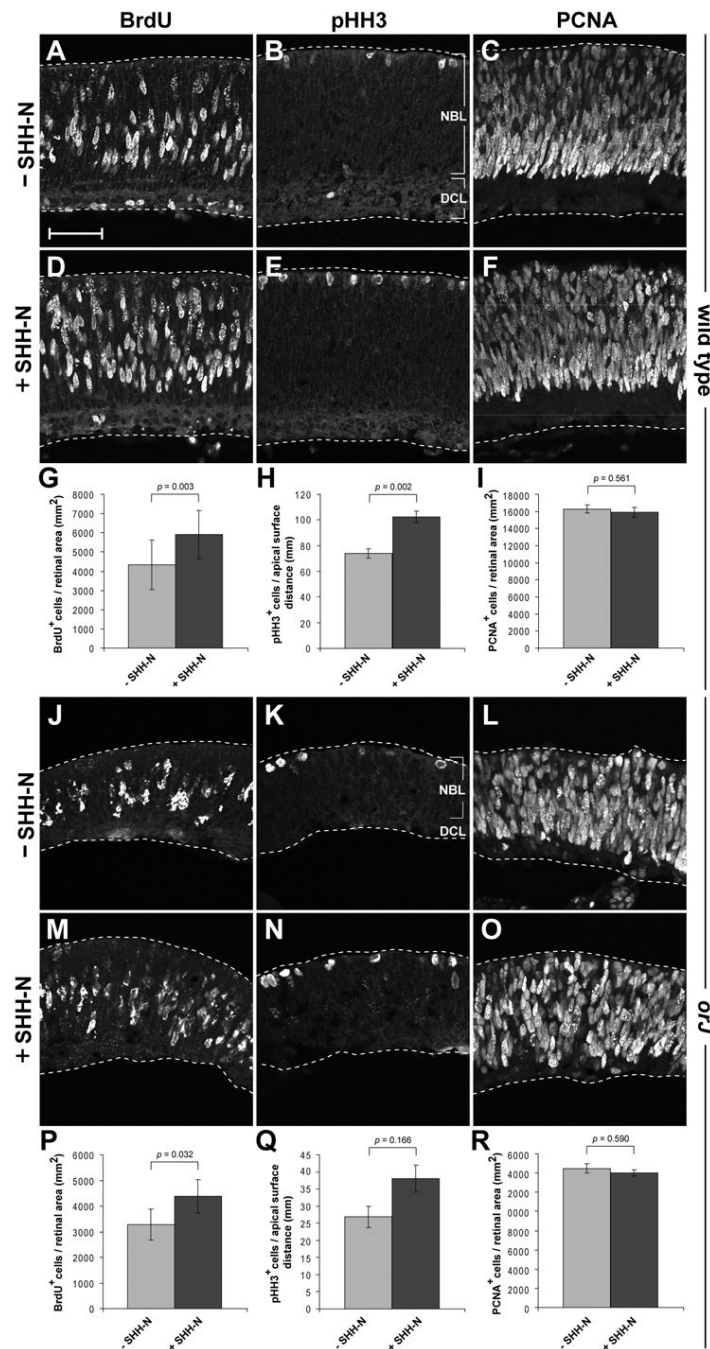 BrdU pHH3 PCNA
A B C
– SHH-N
NBL
DCL
D E F
+ SHH-N
wild type
G H I
p = 0.003
8000
7000
6000
5000
4000
3000
2000
1000
0
BrdU+ cells / retinal area (mm2)
- SHH-N + SHH-N
p = 0.002
120
100
80
60
40
20
0
pHH3+ cells / apical surface
distance (mm)
- SHH-N + SHH-N
p = 0.561
18000
16000
14000
12000
10000
8000
6000
4000
2000
0
PCNA+ cells / retinal area (mm2)
- SHH-N + SHH-N
J K L
– SHH-N
NBL
DCL
M N O
+ SHH-N
orJ
P Q R
p = 0.032
6000
5000
4000
3000
2000
1000
0
BrdU+ cells / retinal area (mm2)
- SHH-N + SHH-N
p = 0.166
45
40
35
30
25
20
15
10
5
0
pHH3+ cells / apical surface
distance (mm)
- SHH-N + SHH-N
p = 0.590
6000
4000
2000
0000
8000
6000
4000
2000
0
PCNA+ cells / retinal area (mm2)
- SHH-N + SHH-N